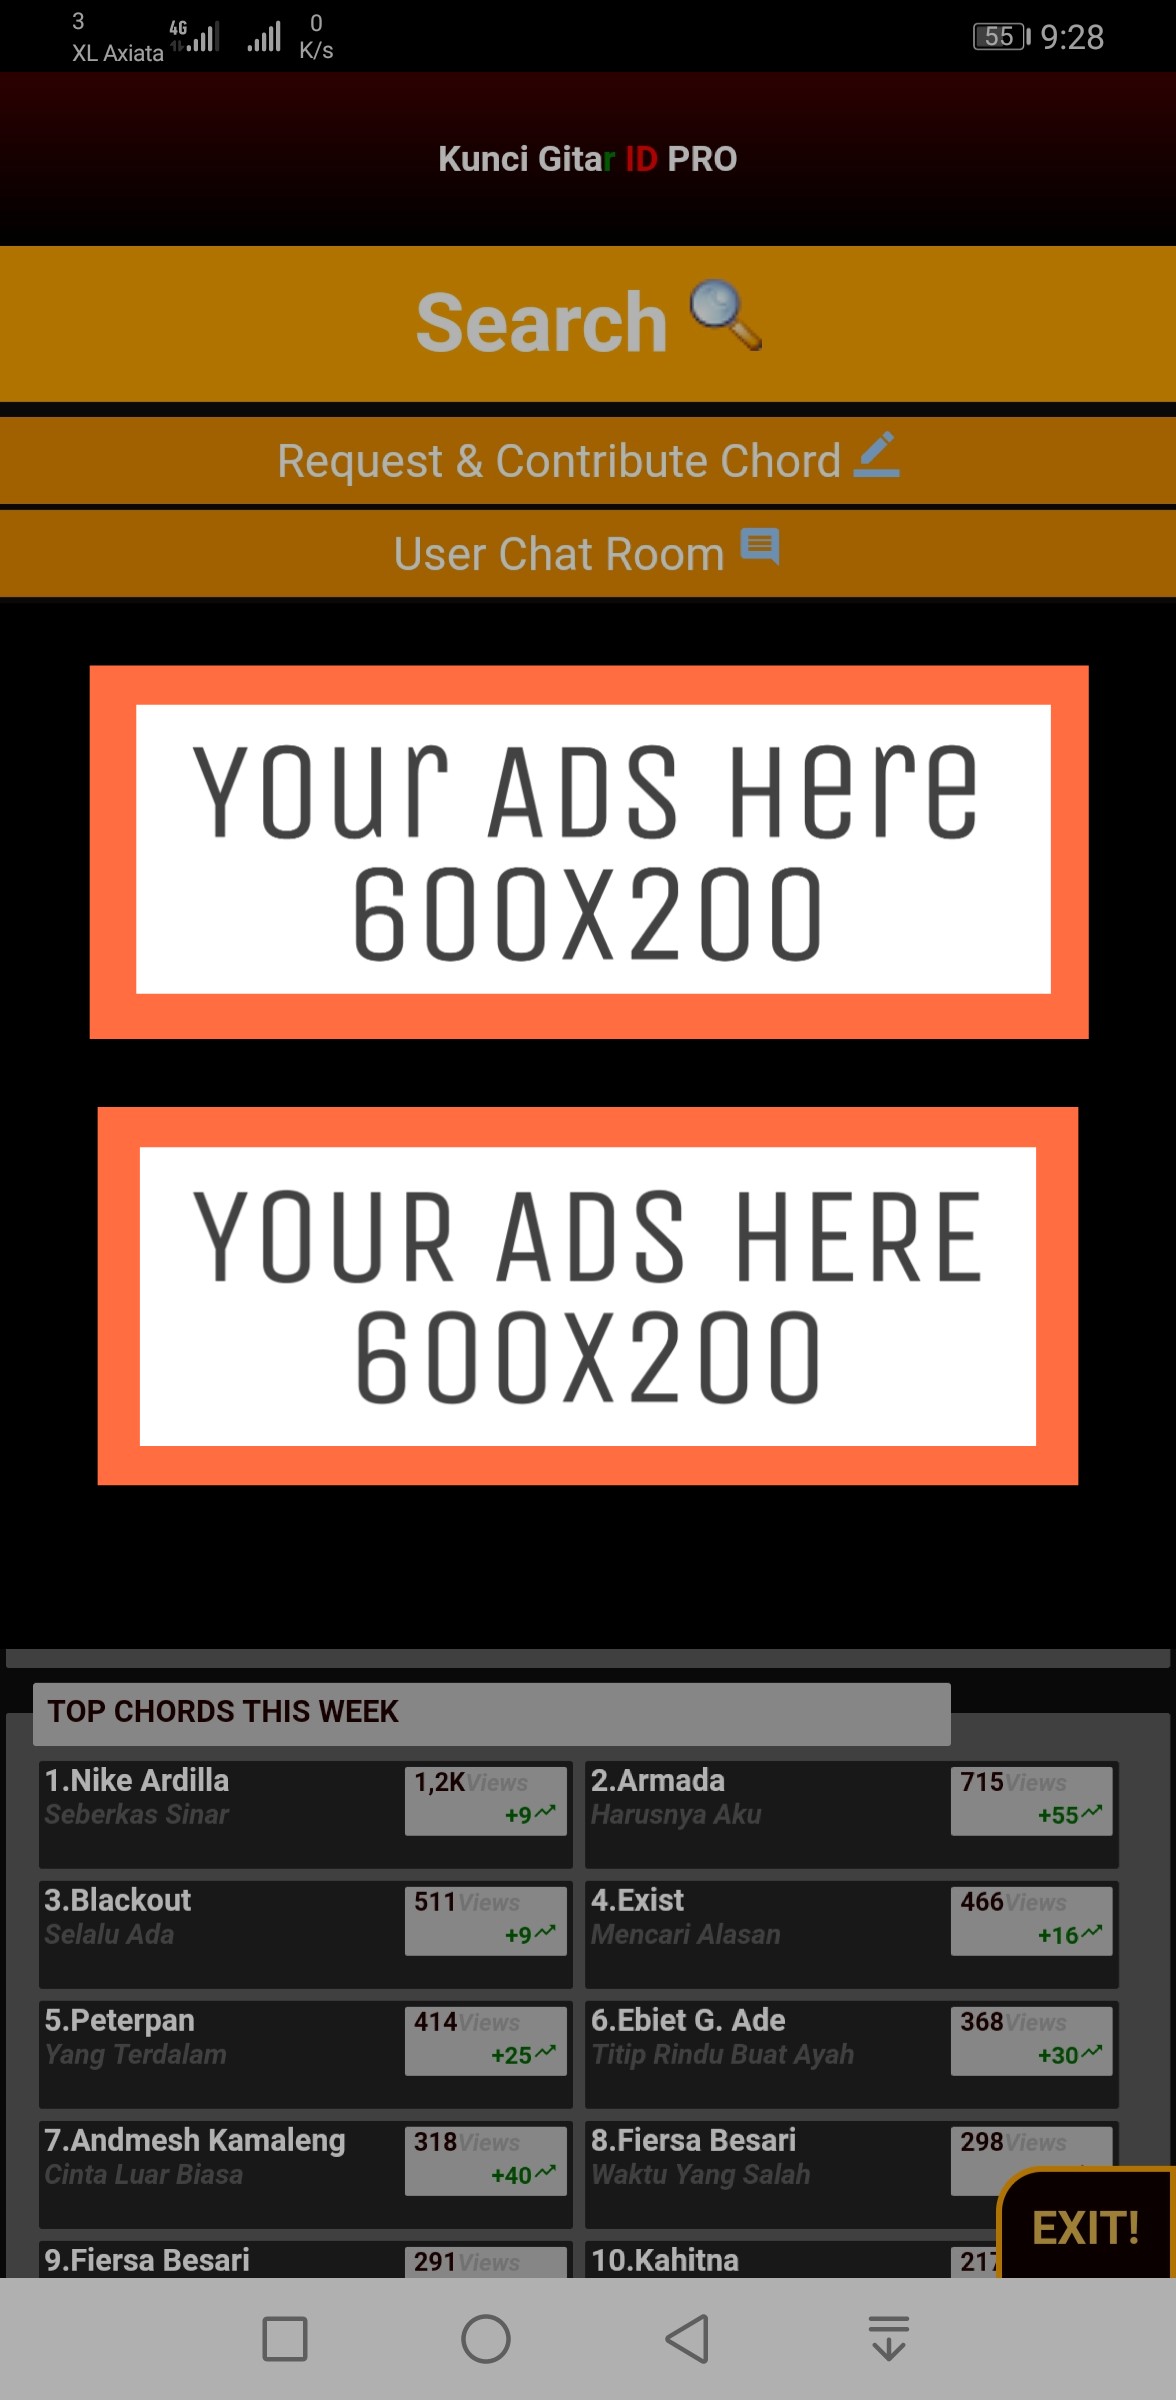 3
XL Axiata
4G
0
K/s
55
9:28
Kunci Gitar ID PRO
Search
Request & Contribute Chord
User Chat Room
Your ADS Here
600X200
YOUR ADS HERE
600X200
TOP CHORDS THIS WEEK
1.Nike Ardilla
Seberkas Sinar
1,2KViews
+9
2.Armada
Harusnya Aku
715Views
+55
3.Blackout
Selalu Ada
511Views
+9
4.Exist
Mencari Alasan
466Views
+16
5.Peterpan
Yang Terdalam
414Views
+25
6.Ebiet G. Ade
Titip Rindu Buat Ayah
368Views
+30
7.Andmesh Kamaleng
Cinta Luar Biasa
318Views
+40
8.Fiersa Besari
Waktu Yang Salah
298Views
9.Fiersa Besari
291Views
10.Kahitna
217
EXIT!